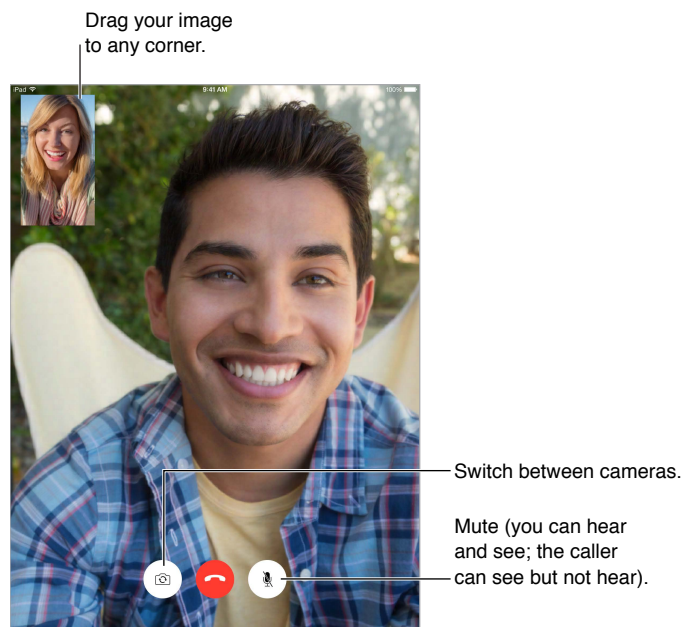 Drag your image
to any corner.
iPad 9:41 AM 100%
Switch between cameras.
Mute (you can hear
and see; the caller
can see but not hear).